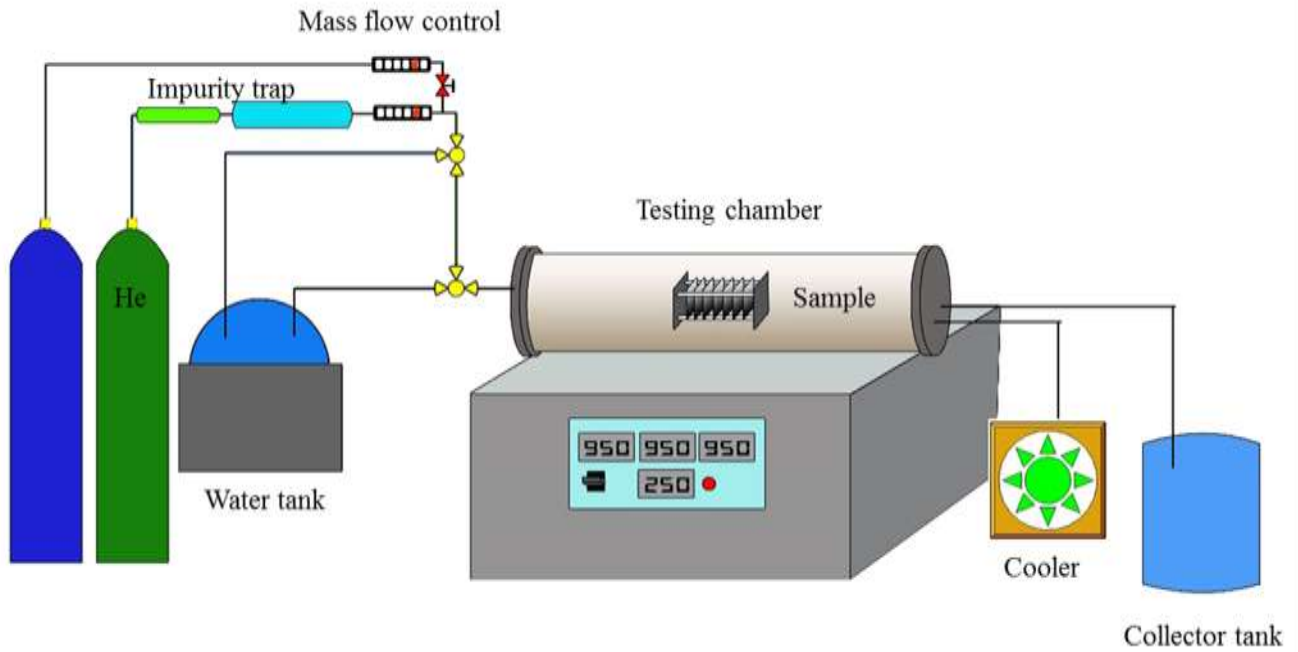 Mass flow control
Impurity trap
Testing chamber
He
Sample
950 950 950
250
Water tank
Cooler
Collector tank